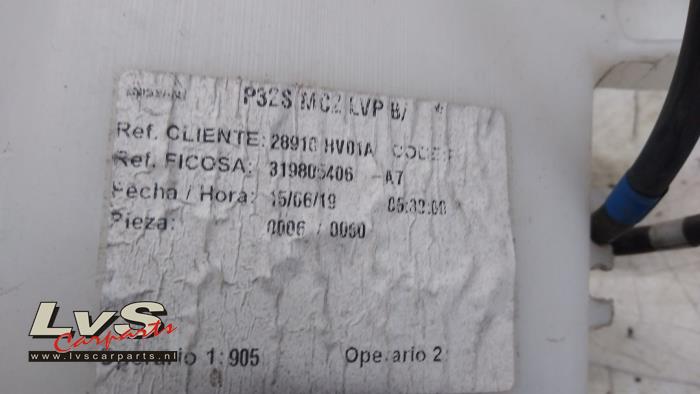 P32S MC2 LVP B/ *
Ref. CLIENTE: 28910 HV01A
Ref. FICOSA: 319805406 A7
Fecha / Hora: 15/06/19 05:33:00
Pieza: 0006 / 0060
LvS
Carparts
www.lvscarparts.nl
Operario 1: 905 Operario 2: